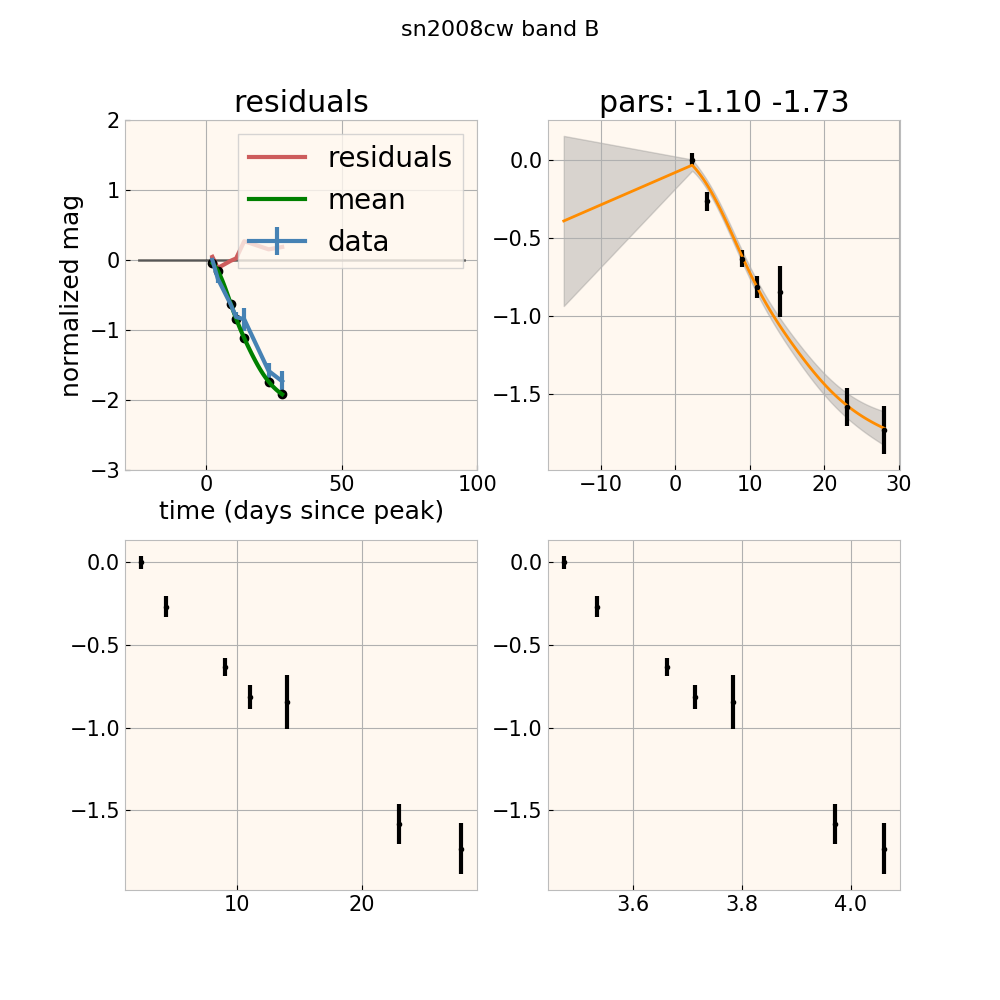 sn2008cw band B
residuals
pars: -1.10 -1.73
residuals
mean
data
normalized mag
2
1
0
−1
−2
−3
0 50 100
time (days since peak)
0.0
−0.5
−1.0
−1.5
−10 0 10 20 30
0.0
−0.5
−1.0
−1.5
10 20
0.0
−0.5
−1.0
−1.5
3.6 3.8 4.0